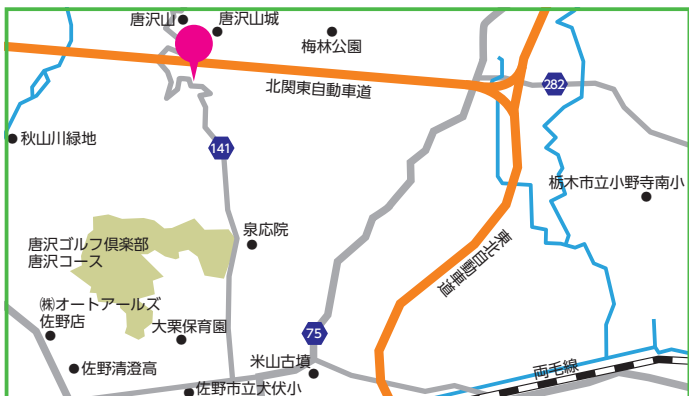 唐沢山
唐沢山城
梅林公園
北関東自動車道
282
秋山川緑地
141
栃木市立小野寺南小
泉応院
唐沢ゴルフ倶楽部
唐沢コース
東北自動車道
㈱オートアールズ
佐野店
大栗保育園
75
米山古墳
両毛線
佐野清澄高
佐野市立犬伏小